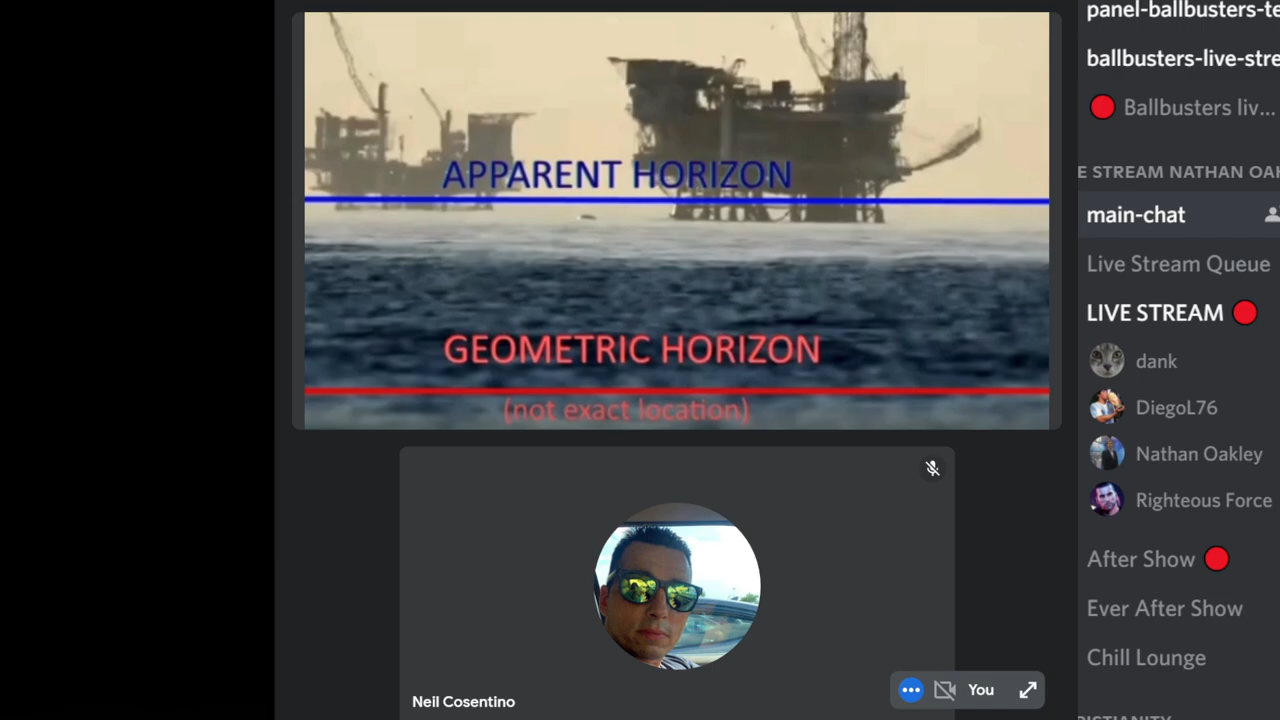 APPARENT HORIZON
GEOMETRIC HORIZON
(not exact location)
Neil Cosentino
You
panel-ballbusters-te
ballbusters-live-stre
Ballbusters liv...
E STREAM NATHAN OAK
main-chat
Live Stream Queue
LIVE STREAM
dank
DiegoL76
Nathan Oakley
Righteous Force
After Show
Ever After Show
Chill Lounge